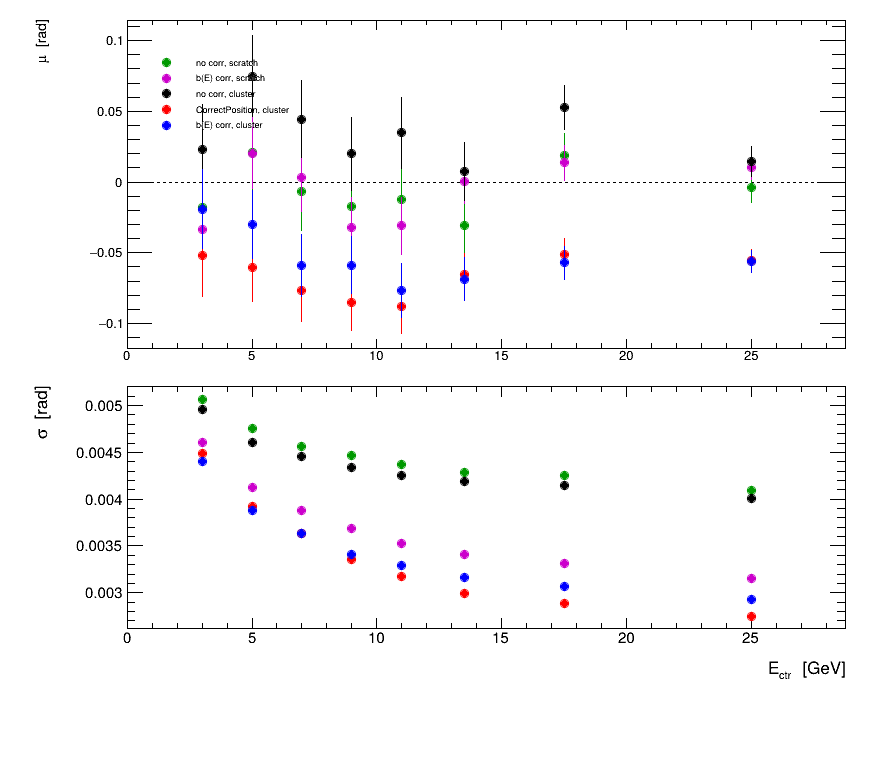 μ [rad]
0.1
no corr, scratch
b(E) corr, scratch
no corr, cluster
0.05
CorrectPosition, cluster
b(E) corr, cluster
0
−0.05
−0.1
0 5 10 15 20 25
σ [rad]
0.005
0.0045
0.004
0.0035
0.003
0 5 10 15 20 25
E_ctr [GeV]